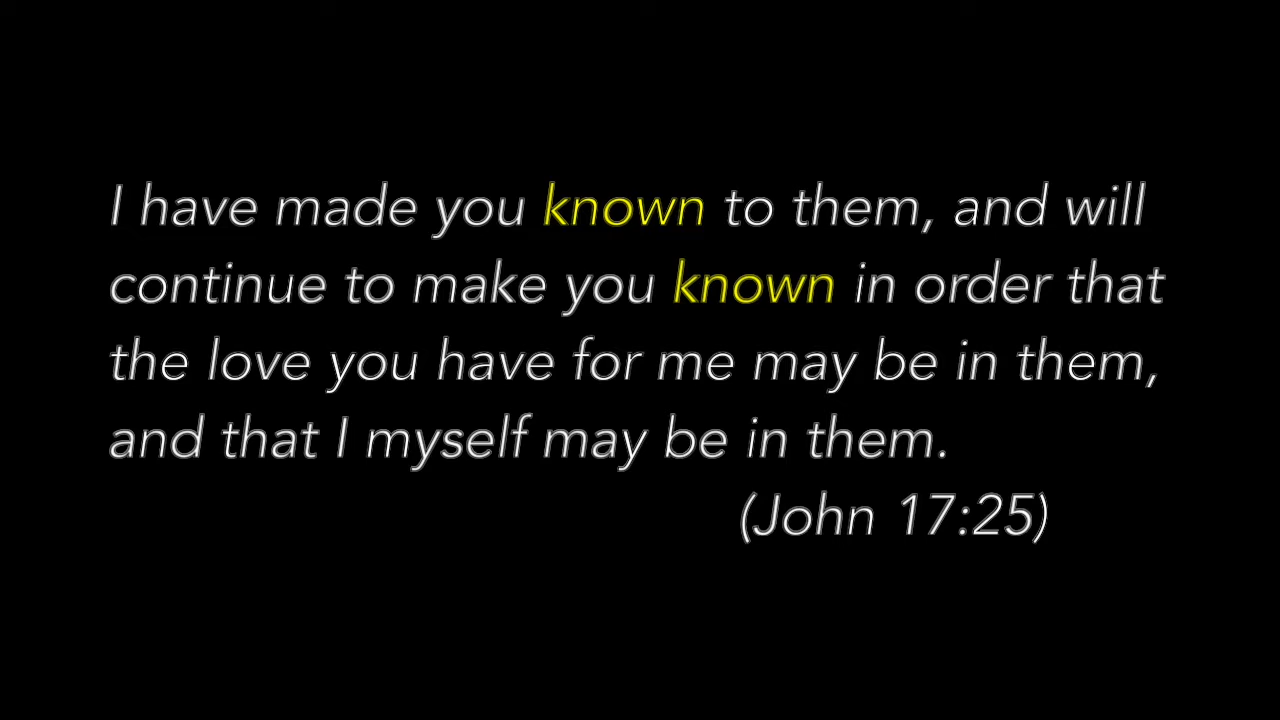 I have made you known to them, and will
continue to make you known in order that
the love you have for me may be in them,
and that I myself may be in them.
(John 17:25)